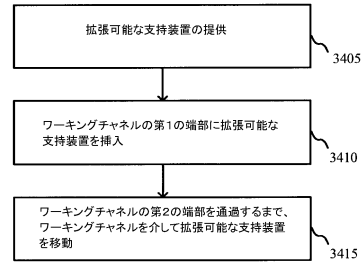 拡張可能な支持装置の提供
3405
ワーキングチャネルの第1の端部に拡張可能な
支持装置を挿入
3410
ワーキングチャネルの第2の端部を通過するまで、
ワーキングチャネルを介して拡張可能な支持装置
を移動
3415